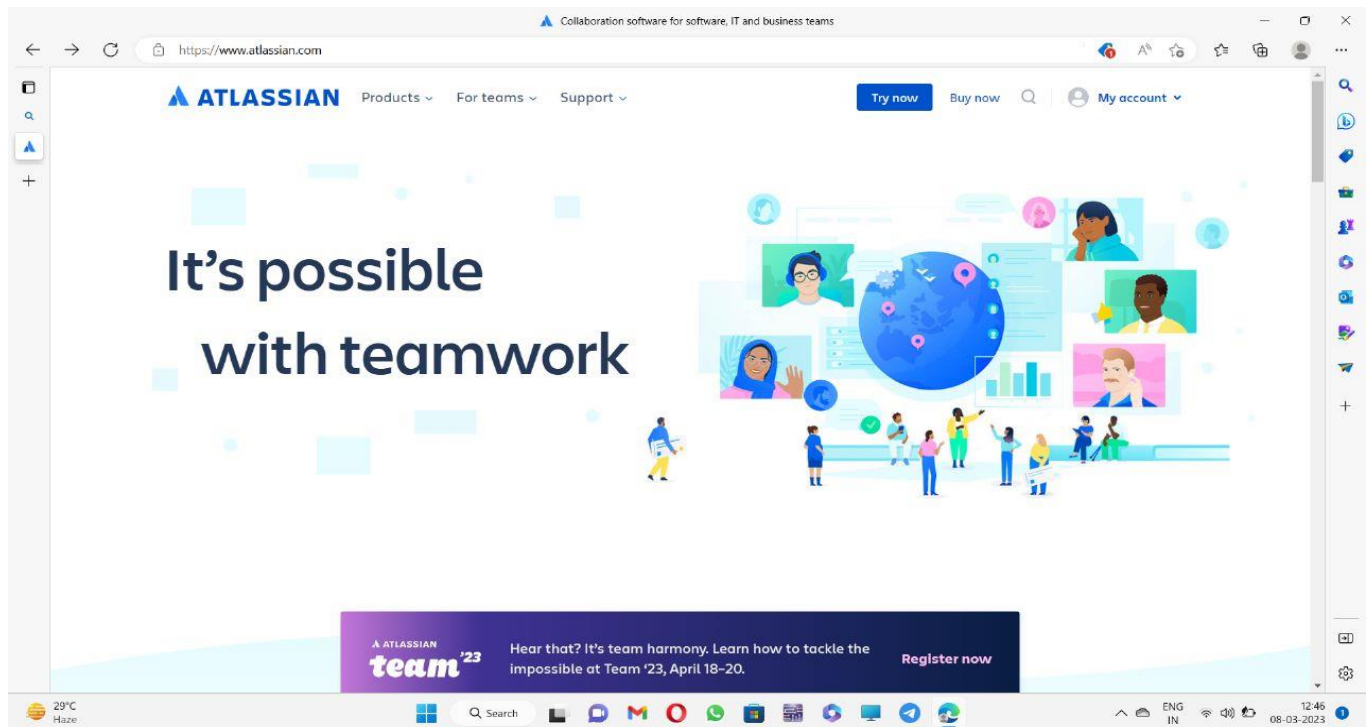 Collaboration software for software, IT and business teams
https://www.atlassian.com
ATLASSIAN Products For teams Support Try now Buy now My account
It's possible
with teamwork
ATLASSIAN
team '23
Hear that? It's team harmony. Learn how to tackle the
impossible at Team '23, April 18–20.
Register now
29°C
Haze
Search
ENG
IN
12:46
08-03-2023
1